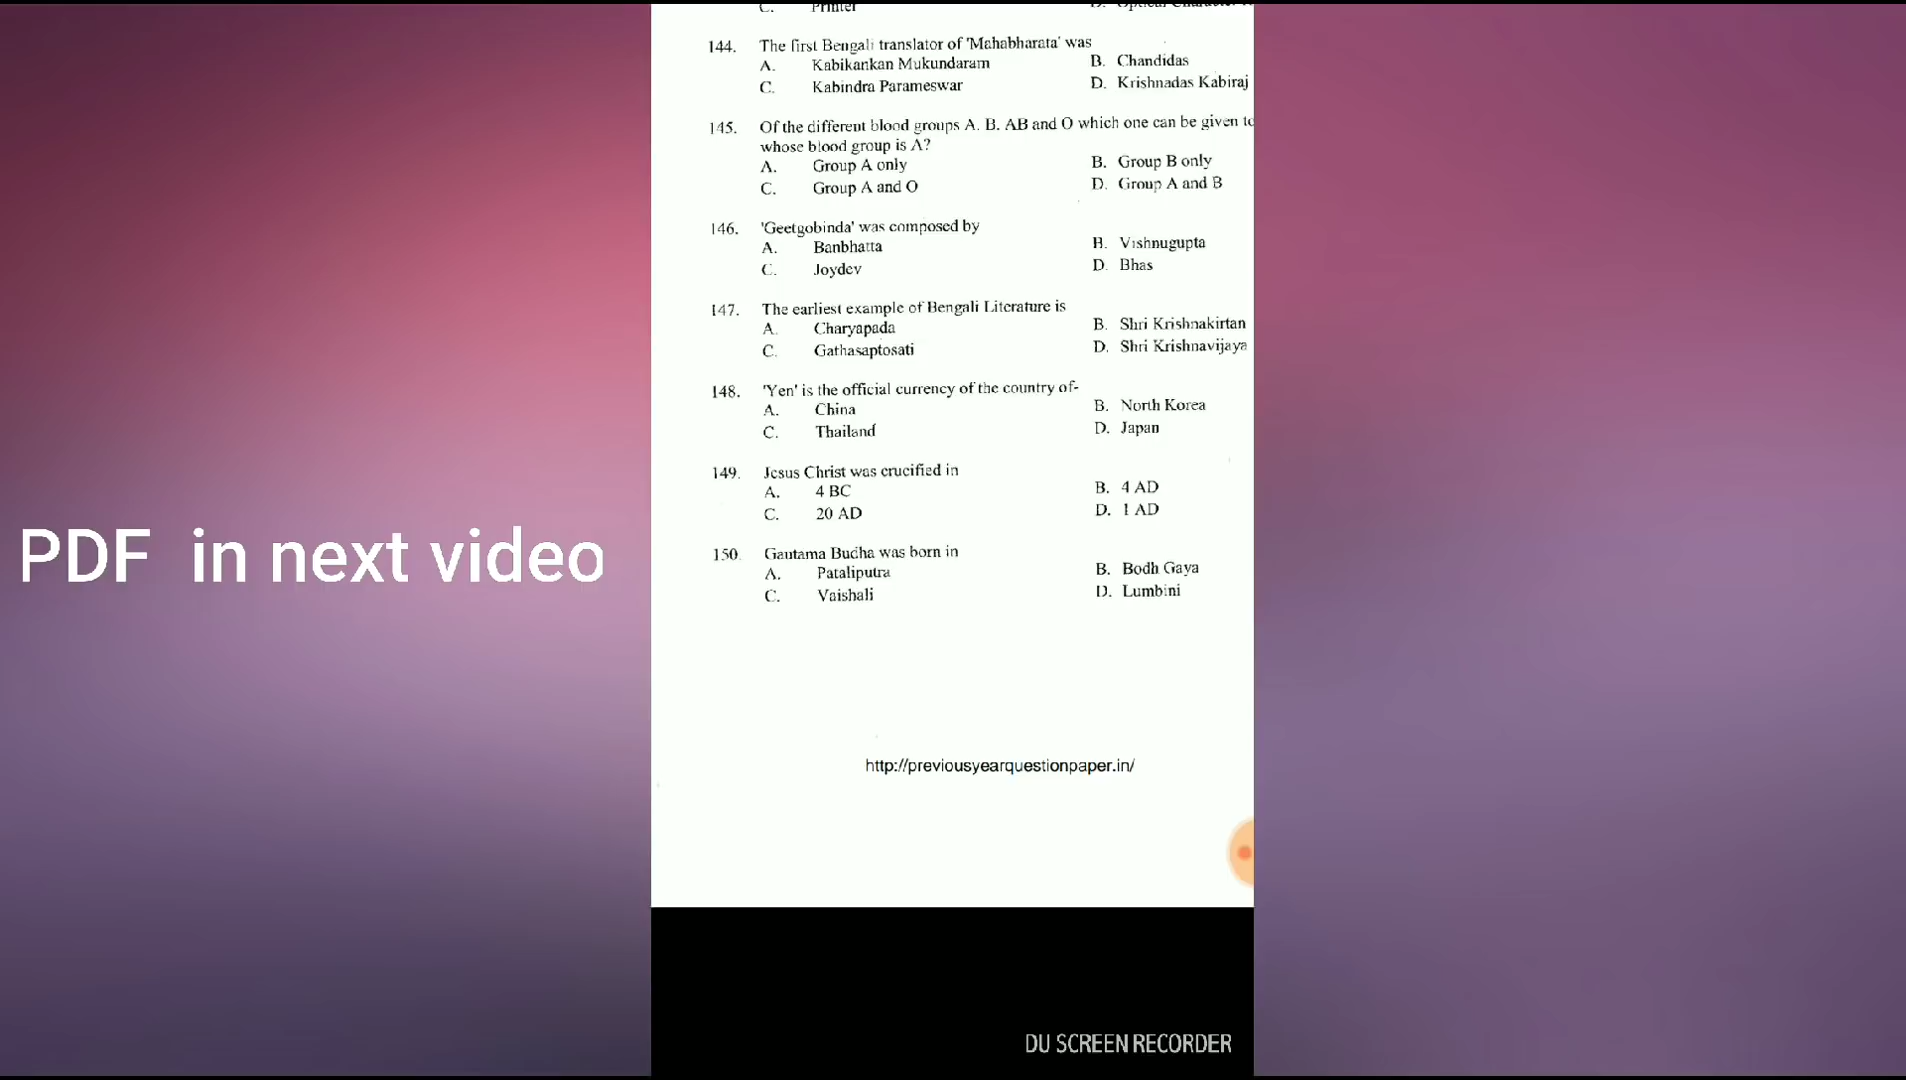 C. Printer
144. The first Bengali translator of 'Mahabharata' was
A. Kabikankan Mukundaram B. Chandidas
C. Kabindra Parameswar D. Krishnadas Kabiraj
145. Of the different blood groups A. B. AB and O which one can be given to
whose blood group is A?
A. Group A only B. Group B only
C. Group A and O D. Group A and B
146. 'Geetgobinda' was composed by
A. Banbhatta B. Vishnugupta
C. Joydev D. Bhas
147. The earliest example of Bengali Literature is
A. Charyapada B. Shri Krishnakirtan
C. Gathasaptosati D. Shri Krishnavijaya
148. 'Yen' is the official currency of the country of-
A. China B. North Korea
C. Thailand D. Japan
149. Jesus Christ was crucified in
A. 4 BC B. 4 AD
C. 20 AD D. 1 AD
150. Gautama Budha was born in
A. Pataliputra B. Bodh Gaya
C. Vaishali D. Lumbini
PDF in next video
http://previousyearquestionpaper.in/
DU SCREEN RECORDER